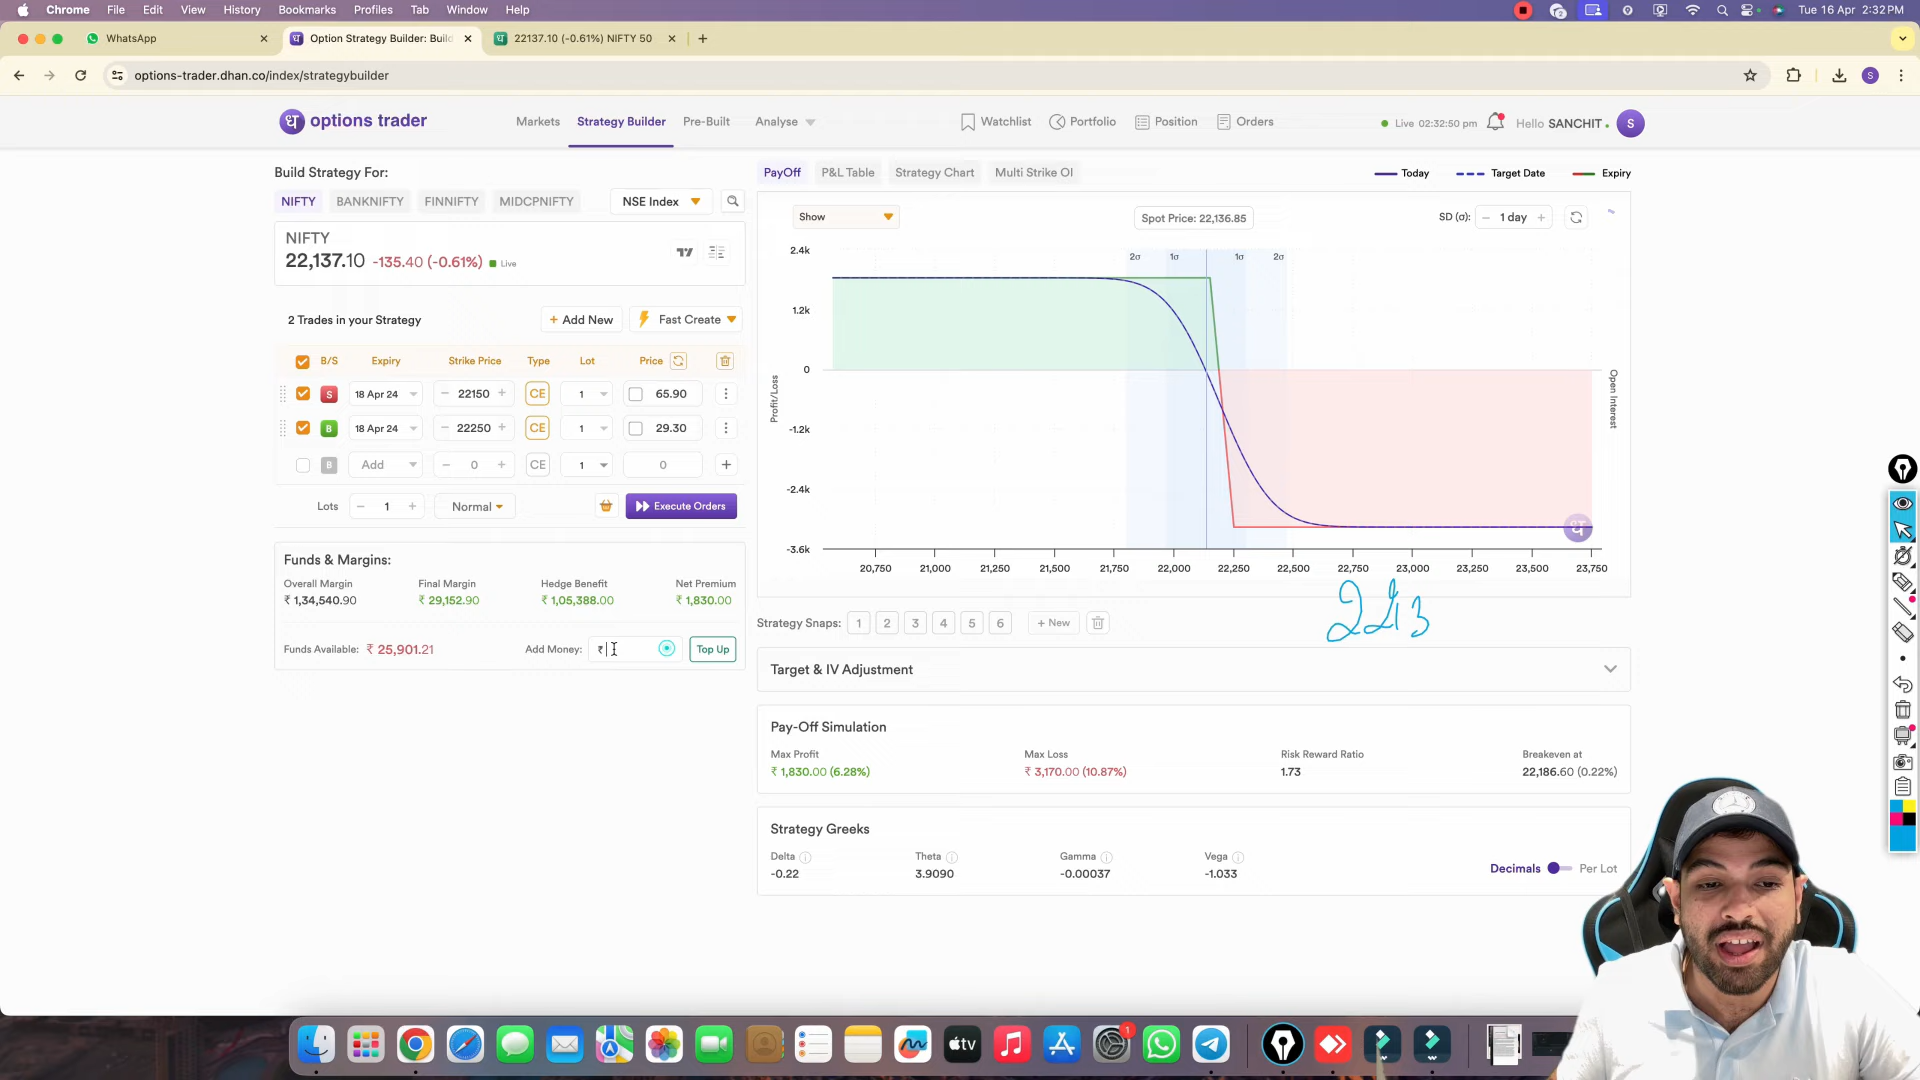 Chrome File Edit View History Bookmarks Profiles Tab Window Help Tue 16 Apr 2:32 PM
WhatsApp Option Strategy Builder: Buil 22137.10 (-0.61%) NIFTY 50
options-trader.dhan.co/index/strategybuilder S
options trader Markets Strategy Builder Pre-Built Analyse Watchlist Portfolio Position Orders Live 02:32:50 pm Hello SANCHIT S
Build Strategy For:
NIFTY BANKNIFTY FINNIFTY MIDCPNIFTY NSE Index
NIFTY
22,137.10 -135.40 (-0.61%) Live
2 Trades in your Strategy + Add New Fast Create
B/S Expiry Strike Price Type Lot Price
S 18 Apr 24 − 22150 + CE 1 65.90
B 18 Apr 24 − 22250 + CE 1 29.30
B Add − 0 + CE 1 0 +
Lots − 1 + Normal Execute Orders
Funds & Margins:
Overall Margin Final Margin Hedge Benefit Net Premium
₹ 1,34,540.90 ₹ 29,152.90 ₹ 1,05,388.00 ₹ 1,830.00
Funds Available: ₹ 25,901.21 Add Money: ₹ Top Up
PayOff P&L Table Strategy Chart Multi Strike OI Today Target Date Expiry
Show Spot Price: 22,136.85 SD (σ): − 1 day +
2σ 1σ 1σ 2σ
2.4k
1.2k
0
-1.2k
-2.4k
-3.6k
Profit/Loss
Open Interest
20,750 21,000 21,250 21,500 21,750 22,000 22,250 22,500 22,750 23,000 23,250 23,500 23,750
Strategy Snaps: 1 2 3 4 5 6 + New
Target & IV Adjustment
Pay-Off Simulation
Max Profit Max Loss Risk Reward Ratio Breakeven at
₹ 1,830.00 (6.28%) ₹ 3,170.00 (10.87%) 1.73 22,186.60 (0.22%)
Strategy Greeks
Delta Theta Gamma Vega
-0.22 3.9090 -0.00037 -1.033
Decimals Per Lot
tv 1